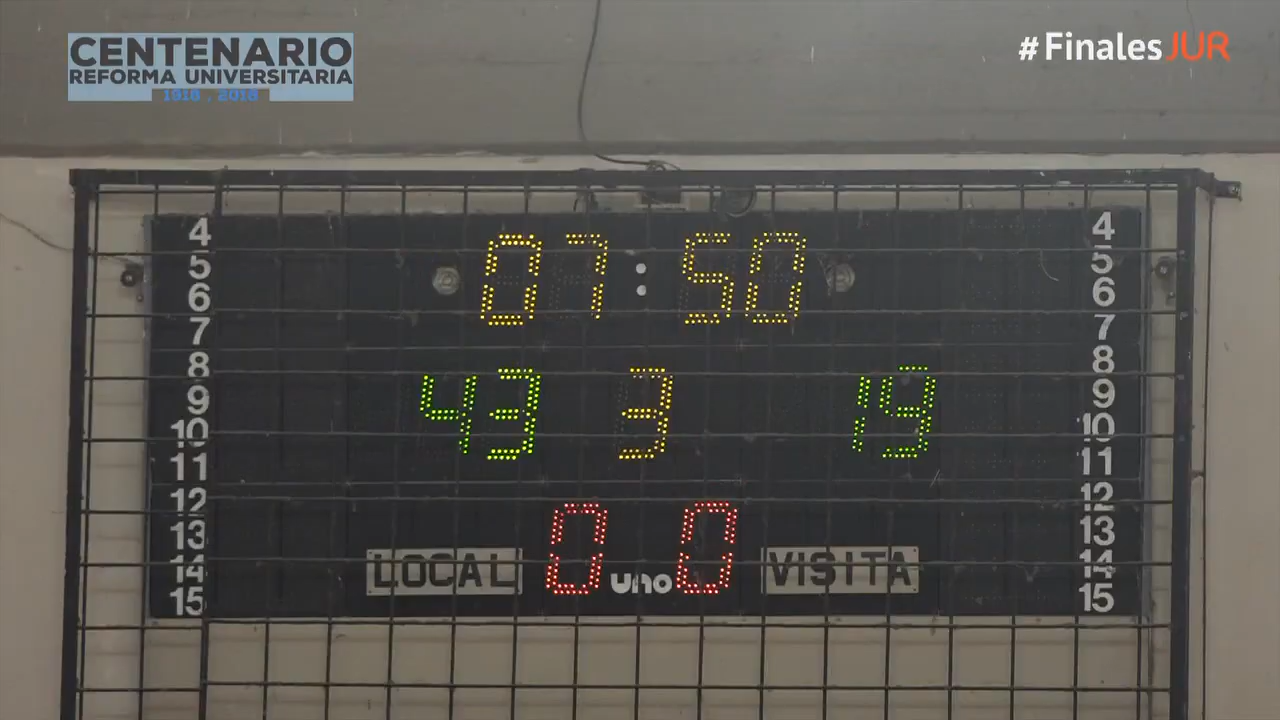 CENTENARIO
REFORMA UNIVERSITARIA
1918 , 2018
#FinalesJUR
4 07:50 4
5 5
6 6
7 7
8 8
9 43 3 19 9
10 10
11 11
12 12
13 0 0 13
14 LOCAL uno VISITA 14
15 15